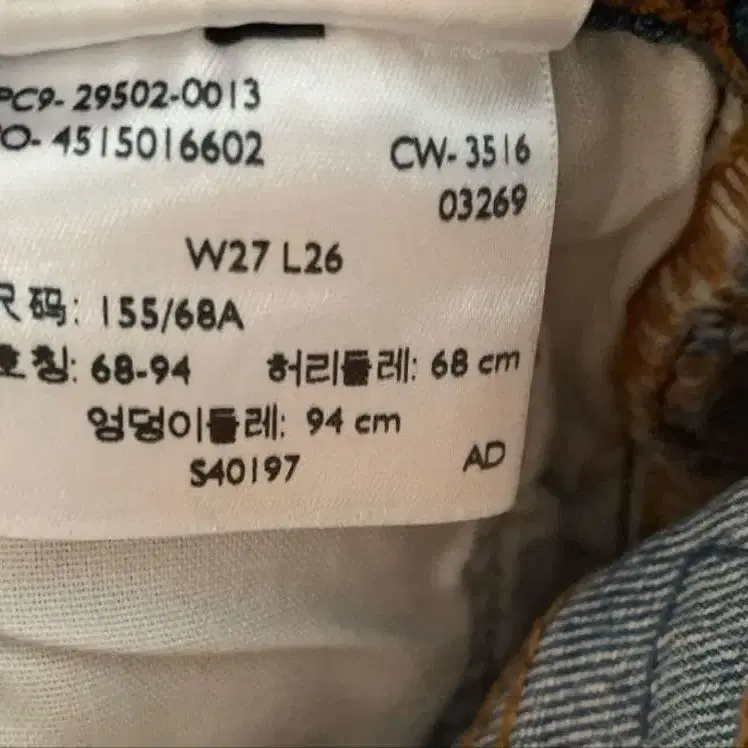 PC9- 29502-0013
O- 4515016602
CW- 3516
03269
W27 L26
尺码: 155/68A
호칭: 68-94 허리둘레: 68 cm
엉덩이둘레: 94 cm
S40197
AD